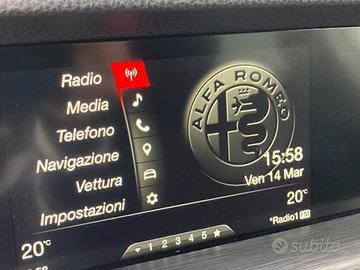 Radio
Media
Telefono
Navigazione
Vettura
Impostazioni
ALFA ROMEO
15:58
Ven 14 Mar
20°
*Radio1 FM
20°
1 2 3 4 5
subito